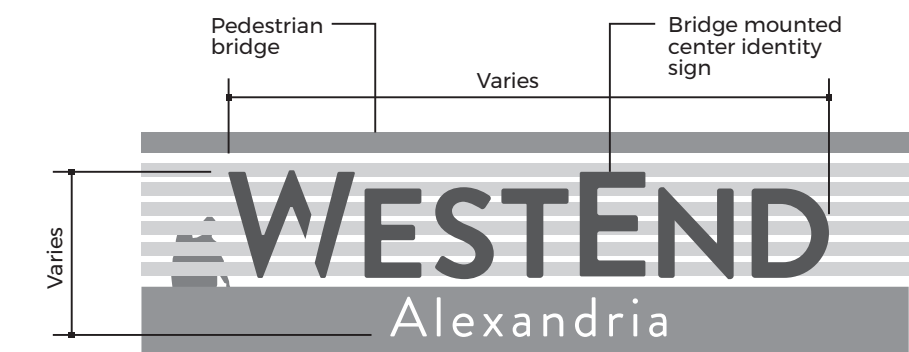 Pedestrian
bridge
Bridge mounted
center identity
sign
Varies
Varies
WESTEND
Alexandria